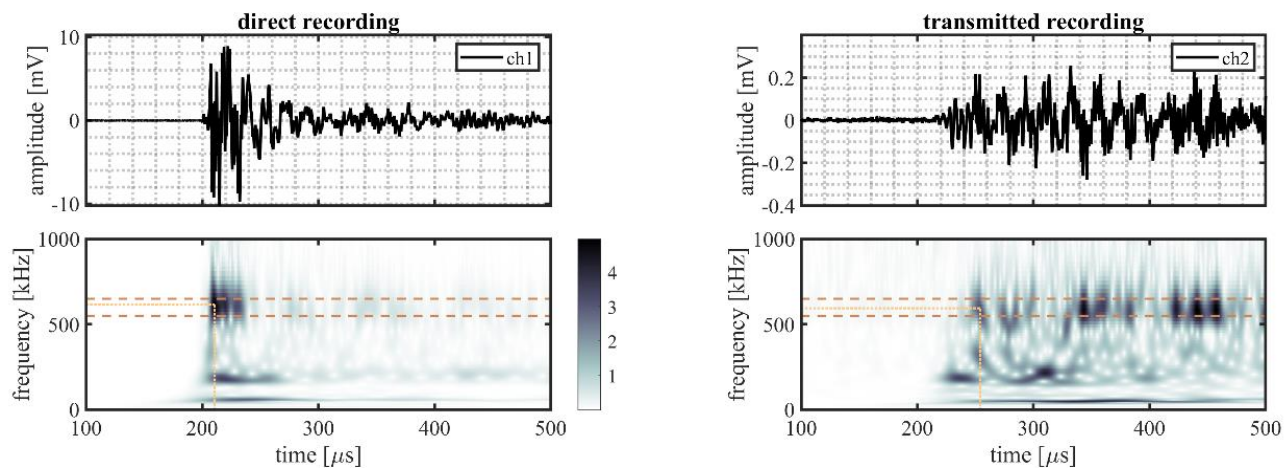 direct recording
transmitted recording
10
0
-10
amplitude [mV]
ch1
0.2
0
-0.2
-0.4
amplitude [mV]
ch2
1000
500
0
frequency [kHz]
100
200
300
400
500
time [μs]
4
3
2
1
1000
500
0
frequency [kHz]
100
200
300
400
500
time [μs]